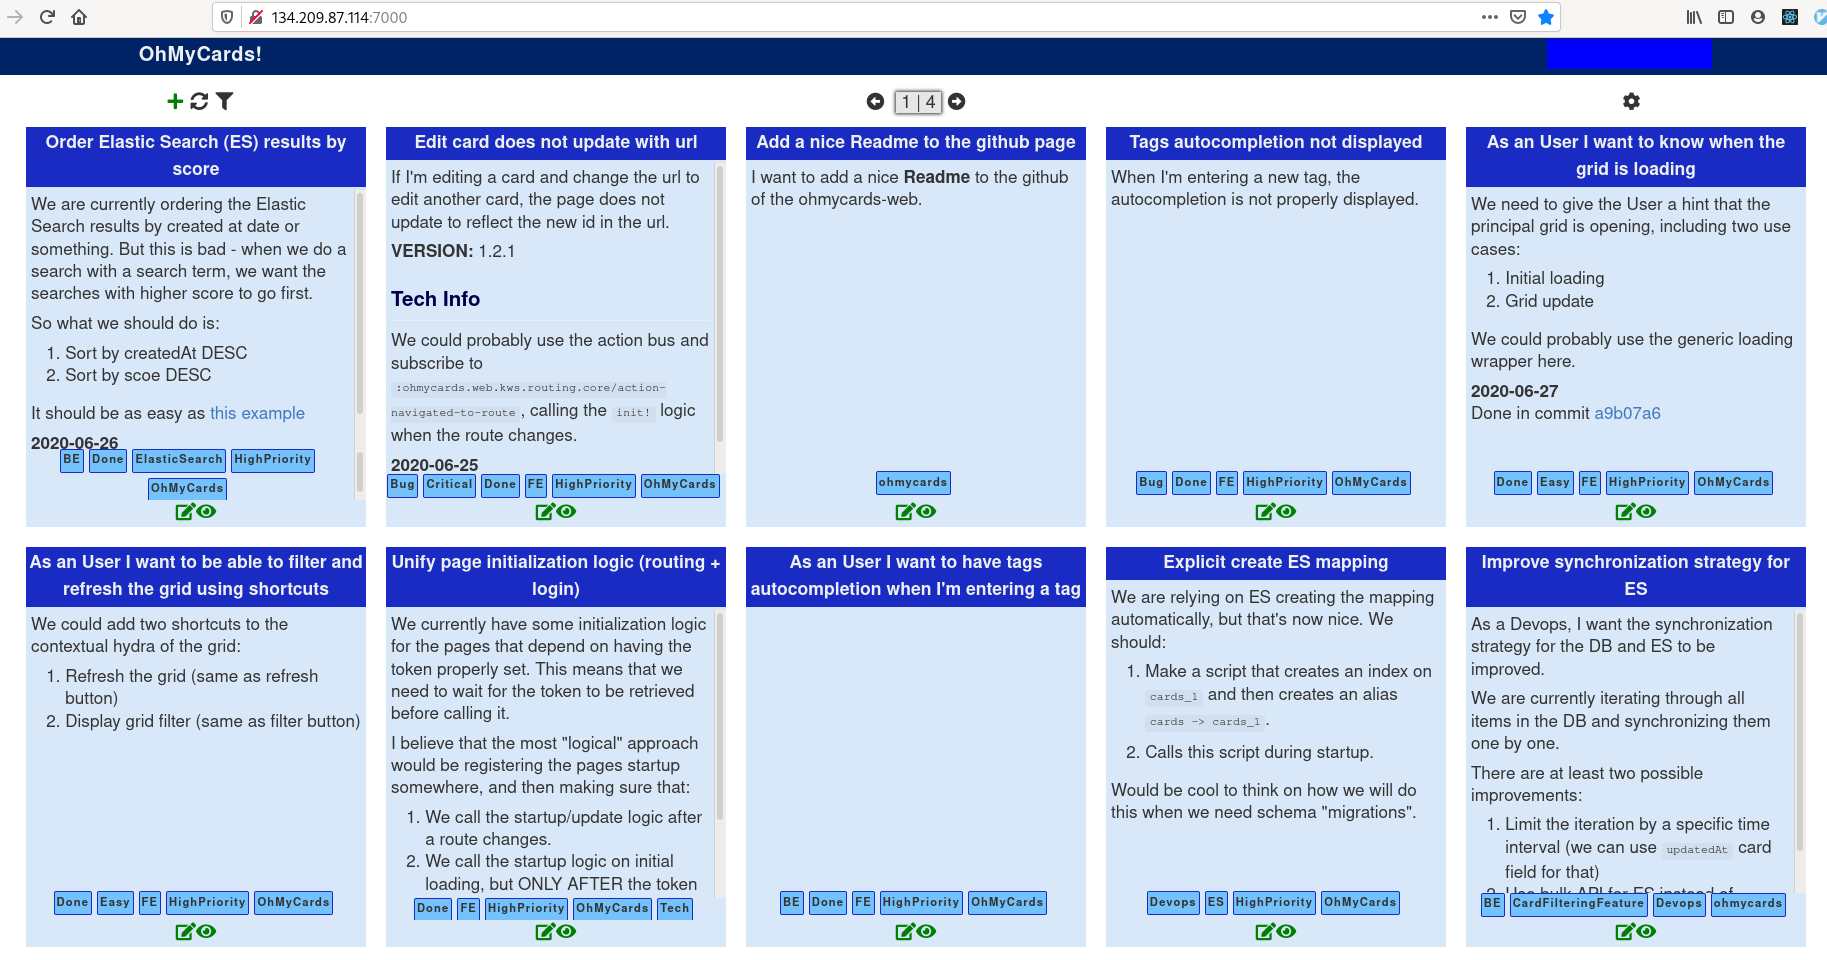 134.209.87.114:7000
OhMyCards!
1 | 4
Order Elastic Search (ES) results by
score
We are currently ordering the Elastic
Search results by created at date or
something. But this is bad - when we do a
search with a search term, we want the
searches with higher score to go first.
So what we should do is:
1. Sort by createdAt DESC
2. Sort by scoe DESC
It should be as easy as this example
2020-06-26
BE Done ElasticSearch HighPriority
OhMyCards
Edit card does not update with url
If I'm editing a card and change the url to
edit another card, the page does not
update to reflect the new id in the url.
VERSION: 1.2.1
Tech Info
We could probably use the action bus and
subscribe to
:ohmycards.web.kws.routing.core/action-
navigated-to-route , calling the init! logic
when the route changes.
2020-06-25
Bug Critical Done FE HighPriority OhMyCards
Add a nice Readme to the github page
I want to add a nice Readme to the github
of the ohmycards-web.
ohmycards
Tags autocompletion not displayed
When I'm entering a new tag, the
autocompletion is not properly displayed.
Bug Done FE HighPriority OhMyCards
As an User I want to know when the
grid is loading
We need to give the User a hint that the
principal grid is opening, including two use
cases:
1. Initial loading
2. Grid update
We could probably use the generic loading
wrapper here.
2020-06-27
Done in commit a9b07a6
Done Easy FE HighPriority OhMyCards
As an User I want to be able to filter and
refresh the grid using shortcuts
We could add two shortcuts to the
contextual hydra of the grid:
1. Refresh the grid (same as refresh
button)
2. Display grid filter (same as filter button)
Done Easy FE HighPriority OhMyCards
Unify page initialization logic (routing +
login)
We currently have some initialization logic
for the pages that depend on having the
token properly set. This means that we
need to wait for the token to be retrieved
before calling it.
I believe that the most "logical" approach
would be registering the pages startup
somewhere, and then making sure that:
1. We call the startup/update logic after
a route changes.
2. We call the startup logic on initial
loading, but ONLY AFTER the token
Done FE HighPriority OhMyCards Tech
As an User I want to have tags
autocompletion when I'm entering a tag
BE Done FE HighPriority OhMyCards
Explicit create ES mapping
We are relying on ES creating the mapping
automatically, but that's now nice. We
should:
1. Make a script that creates an index on
cards_1 and then creates an alias
cards -> cards_1 .
2. Calls this script during startup.
Would be cool to think on how we will do
this when we need schema "migrations".
Devops ES HighPriority OhMyCards
Improve synchronization strategy for
ES
As a Devops, I want the synchronization
strategy for the DB and ES to be
improved.
We are currently iterating through all
items in the DB and synchronizing them
one by one.
There are at least two possible
improvements:
1. Limit the iteration by a specific time
interval (we can use updatedAt card
field for that)
2. Use bulk API for ES instead of
BE CardFilteringFeature Devops ohmycards